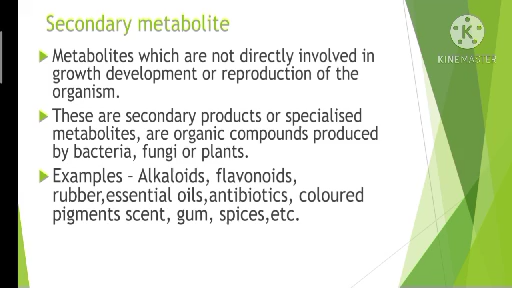 Secondary metabolite
Metabolites which are not directly involved in
growth development or reproduction of the
organism.
These are secondary products or specialised
metabolites, are organic compounds produced
by bacteria, fungi or plants.
Examples – Alkaloids, flavonoids,
rubber,essential oils,antibiotics, coloured
pigments scent, gum, spices,etc.
KINEMASTER